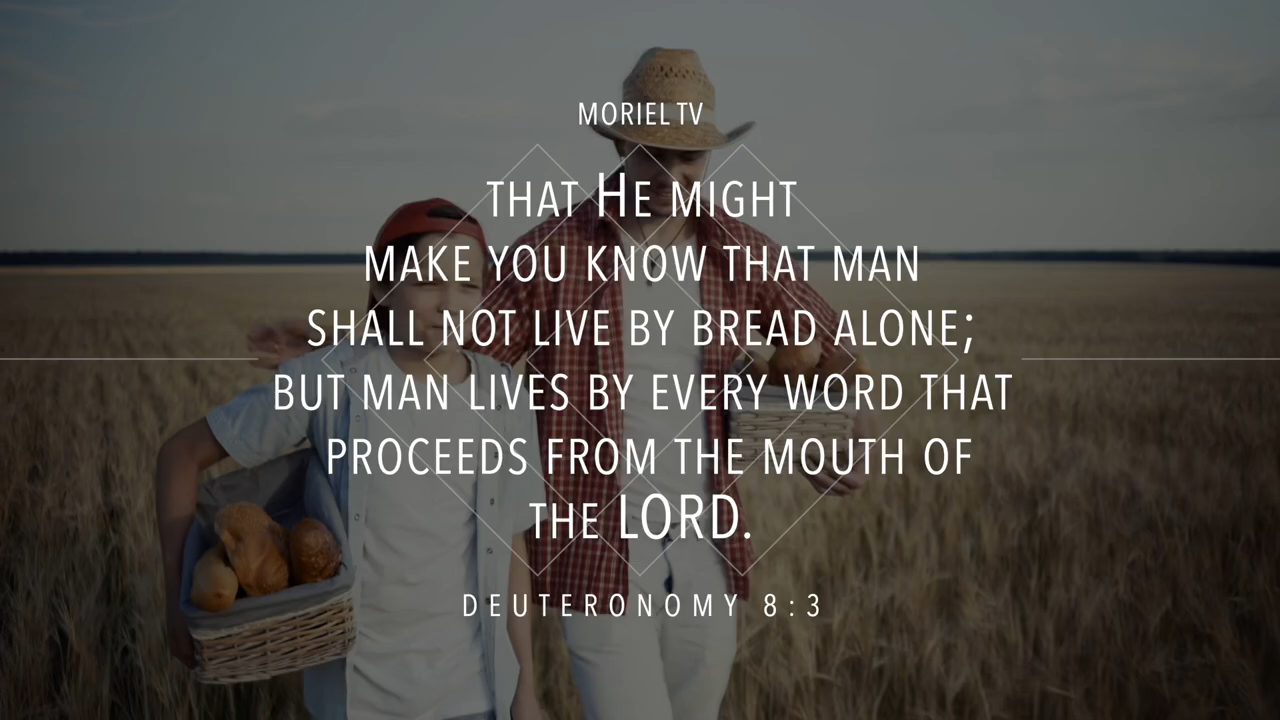 MORIEL TV
THAT HE MIGHT
MAKE YOU KNOW THAT MAN
SHALL NOT LIVE BY BREAD ALONE;
BUT MAN LIVES BY EVERY WORD THAT
PROCEEDS FROM THE MOUTH OF
THE LORD.
DEUTERONOMY 8:3